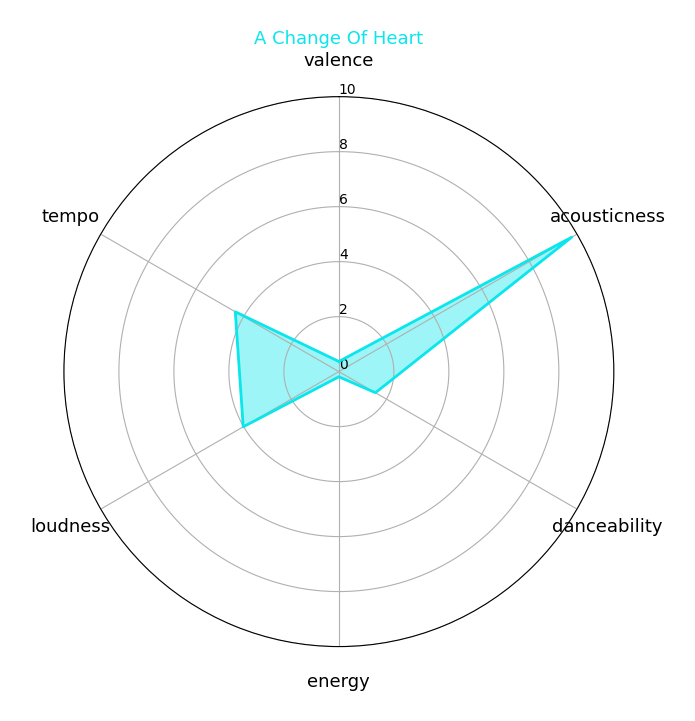 A Change Of Heart
valence
10
8
6
4
2
0
tempo
acousticness
loudness
danceability
energy